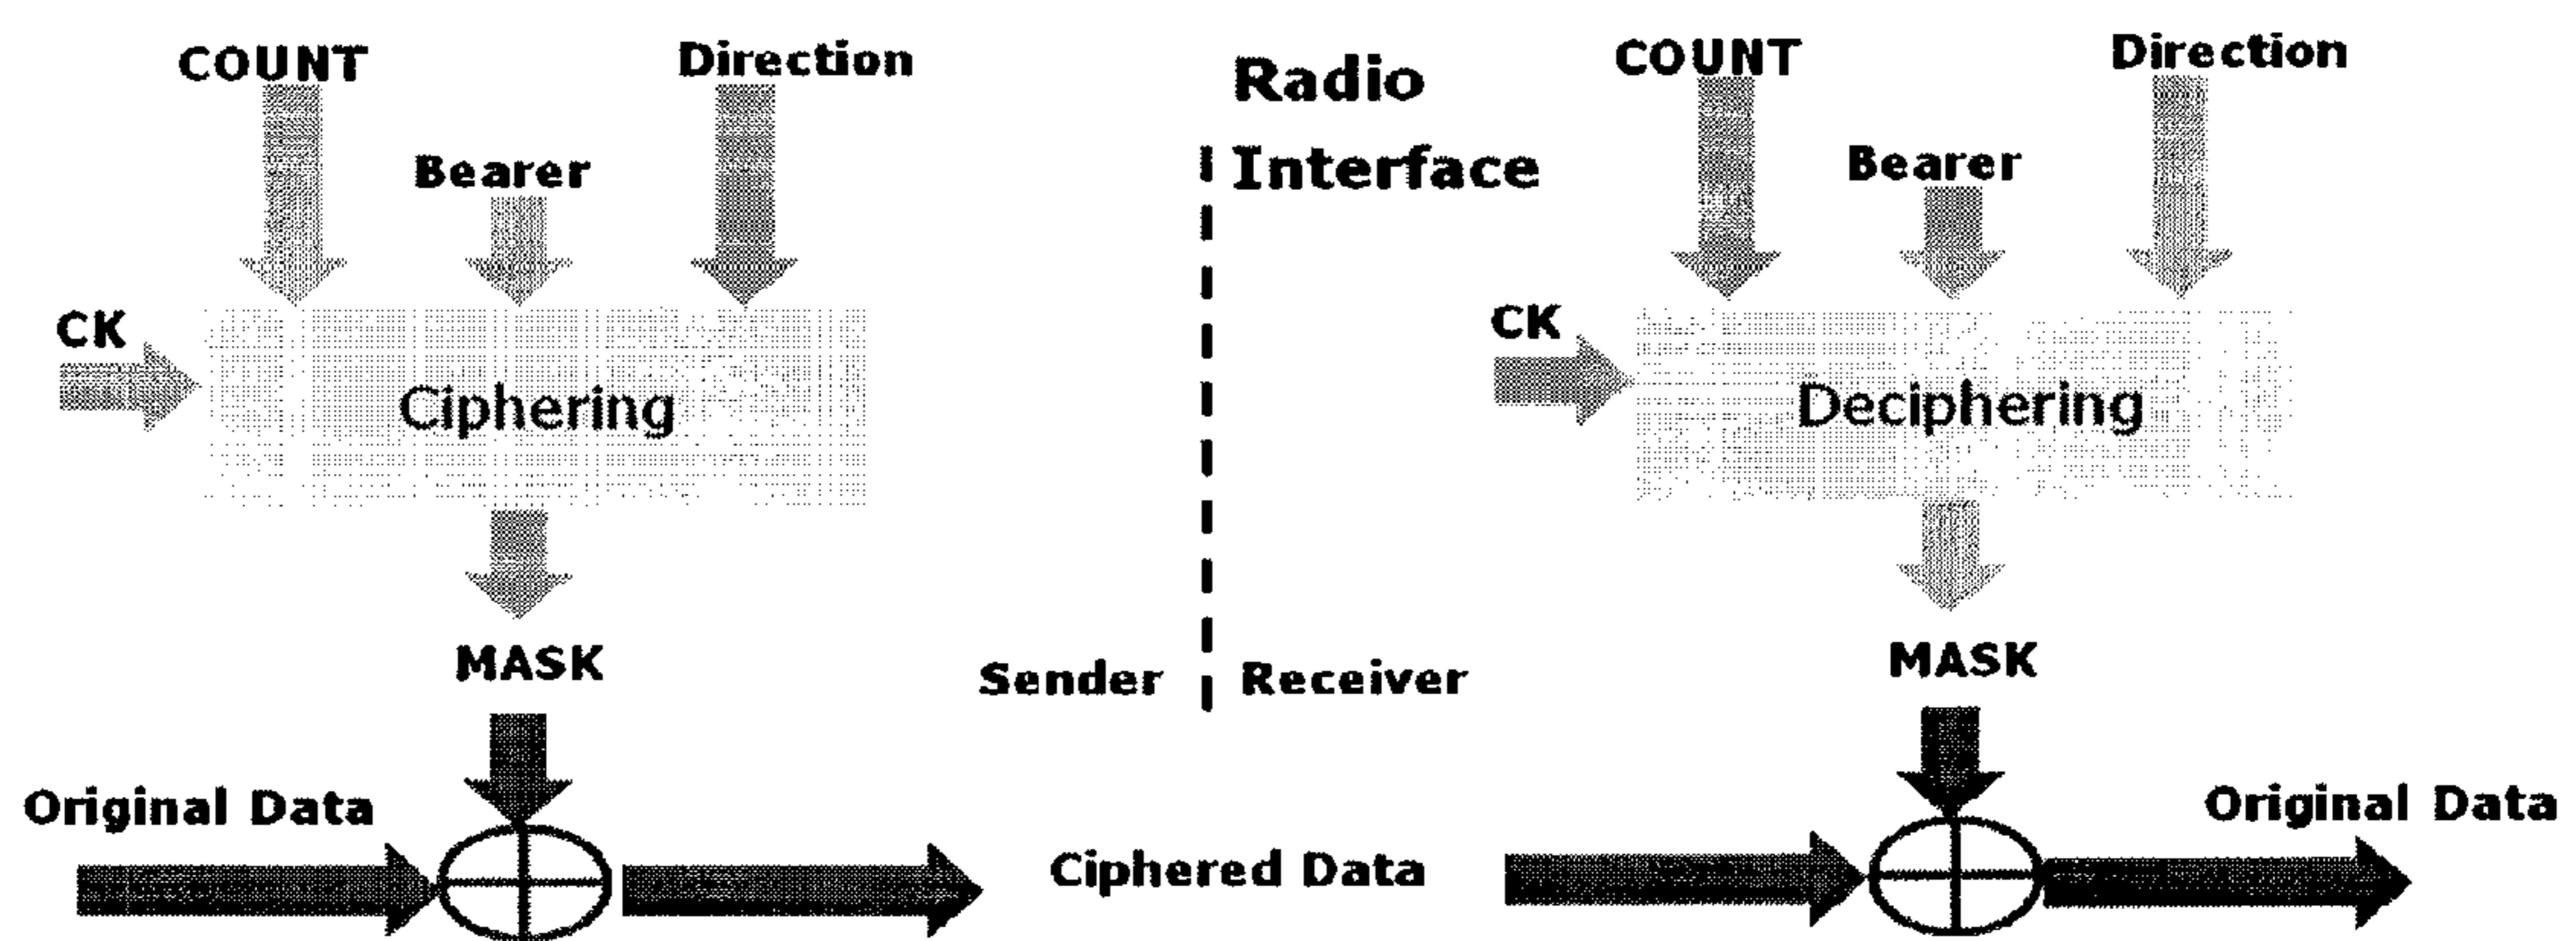 COUNT
Direction
Bearer
CK
Ciphering
MASK
Original Data
Radio
Interface
Sender
Receiver
Ciphered Data
COUNT
Direction
Bearer
CK
Deciphering
MASK
Original Data